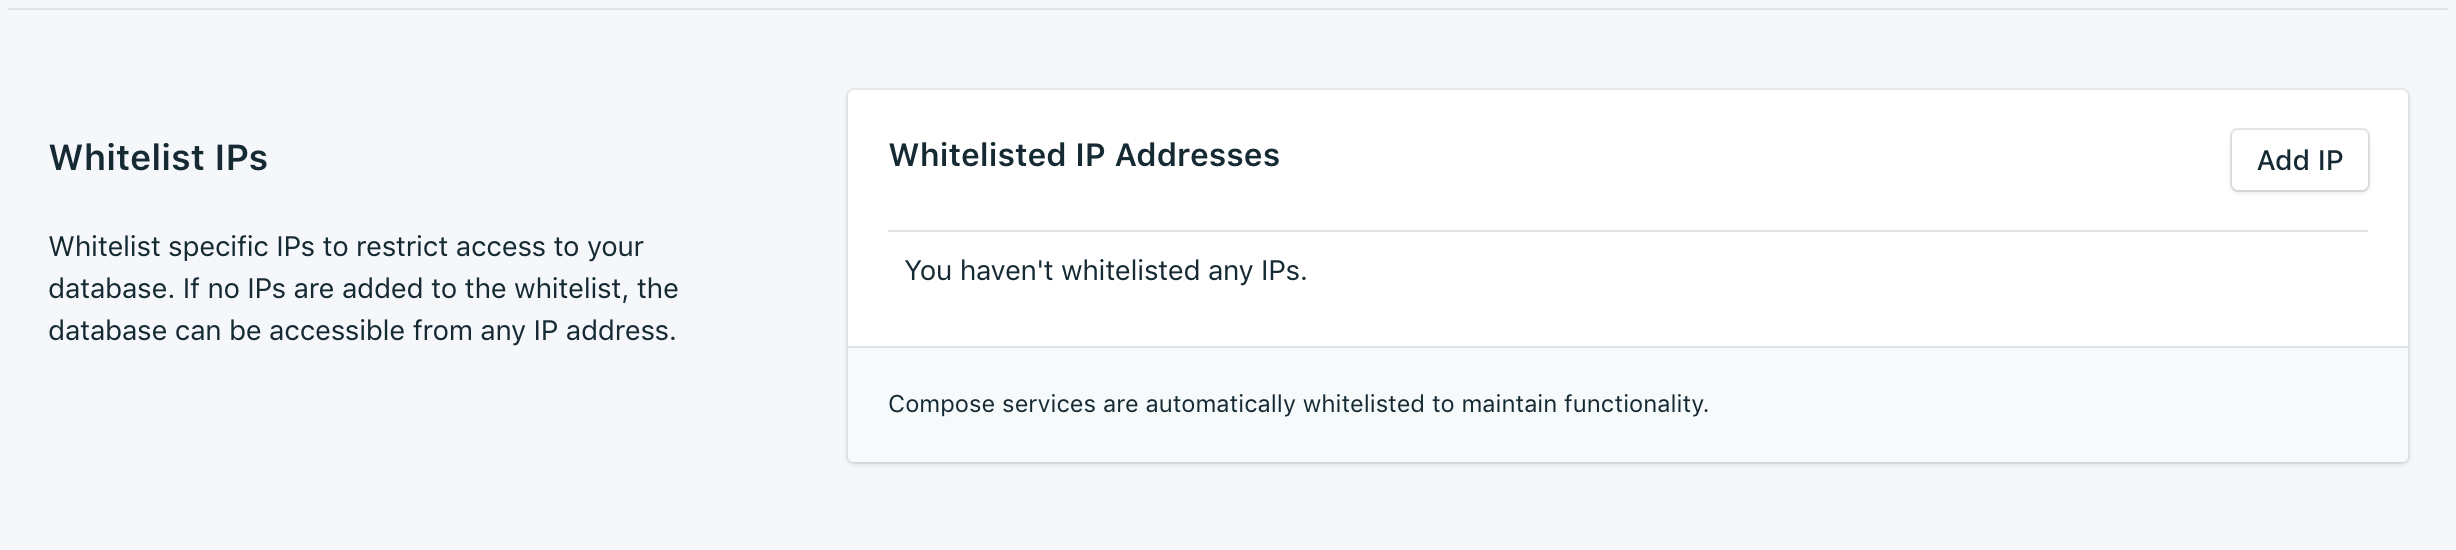 Whitelist IPs
Whitelist specific IPs to restrict access to your
database. If no IPs are added to the whitelist, the
database can be accessible from any IP address.
Whitelisted IP Addresses
Add IP
You haven't whitelisted any IPs.
Compose services are automatically whitelisted to maintain functionality.